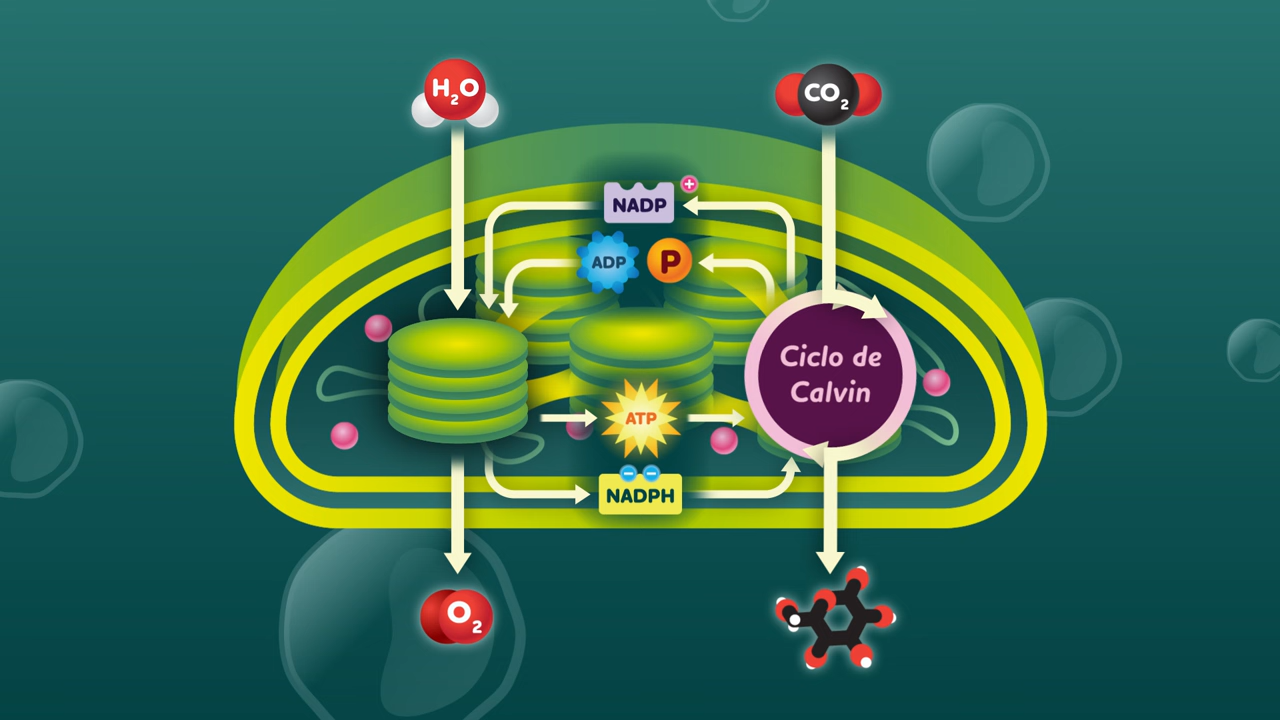 H₂O
CO₂
NADP
+
ADP
P
Ciclo de
Calvin
ATP
− −
NADPH
O₂